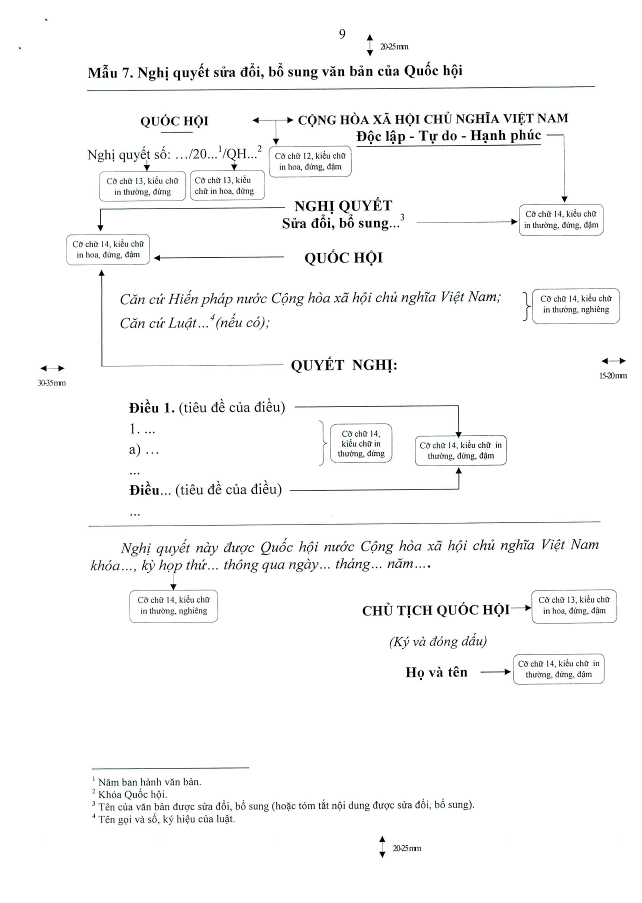 9
20-25mm
Mẫu 7. Nghị quyết sửa đổi, bổ sung văn bản của Quốc hội
QUỐC HỘI
CỘNG HÒA XÃ HỘI CHỦ NGHĨA VIỆT NAM
Độc lập - Tự do - Hạnh phúc
Nghị quyết số: …/20...1/QH...2
Cỡ chữ 12, kiểu chữ
in hoa, đứng, đậm
Cỡ chữ 13, kiểu chữ
in thường, đứng
Cỡ chữ 13, kiểu
chữ in hoa, đứng
NGHỊ QUYẾT
Sửa đổi, bổ sung...3
Cỡ chữ 14, kiểu chữ in
thường, đứng, đậm
Cỡ chữ 14, kiểu chữ
in hoa, đứng, đậm
QUỐC HỘI
Căn cứ Hiến pháp nước Cộng hòa xã hội chủ nghĩa Việt Nam;
Căn cứ Luật…4(nếu có);
Cỡ chữ 14, kiểu chữ
in thường, nghiêng
QUYẾT NGHỊ:
30-35mm
15-20mm
Điều 1. (tiêu đề của điều)
1. ...
a) …
...
Cỡ chữ 14,
kiểu chữ in
thường, đứng
Cỡ chữ 14, kiểu chữ in
thường, đứng, đậm
Điều... (tiêu đề của điều)
...
Nghị quyết này được Quốc hội nước Cộng hòa xã hội chủ nghĩa Việt Nam
khóa…, kỳ họp thứ… thông qua ngày… tháng… năm….
Cỡ chữ 14, kiểu chữ
in thường, nghiêng
CHỦ TỊCH QUỐC HỘI
Cỡ chữ 13, kiểu chữ
in hoa, đứng, đậm
(Ký và đóng dấu)
Họ và tên
Cỡ chữ 14, kiểu chữ in
thường, đứng, đậm
1 Năm ban hành văn bản.
2 Khóa Quốc hội.
3 Tên của văn bản được sửa đổi, bổ sung (hoặc tóm tắt nội dung được sửa đổi, bổ sung).
4 Tên gọi và số, ký hiệu của luật.
20-25mm